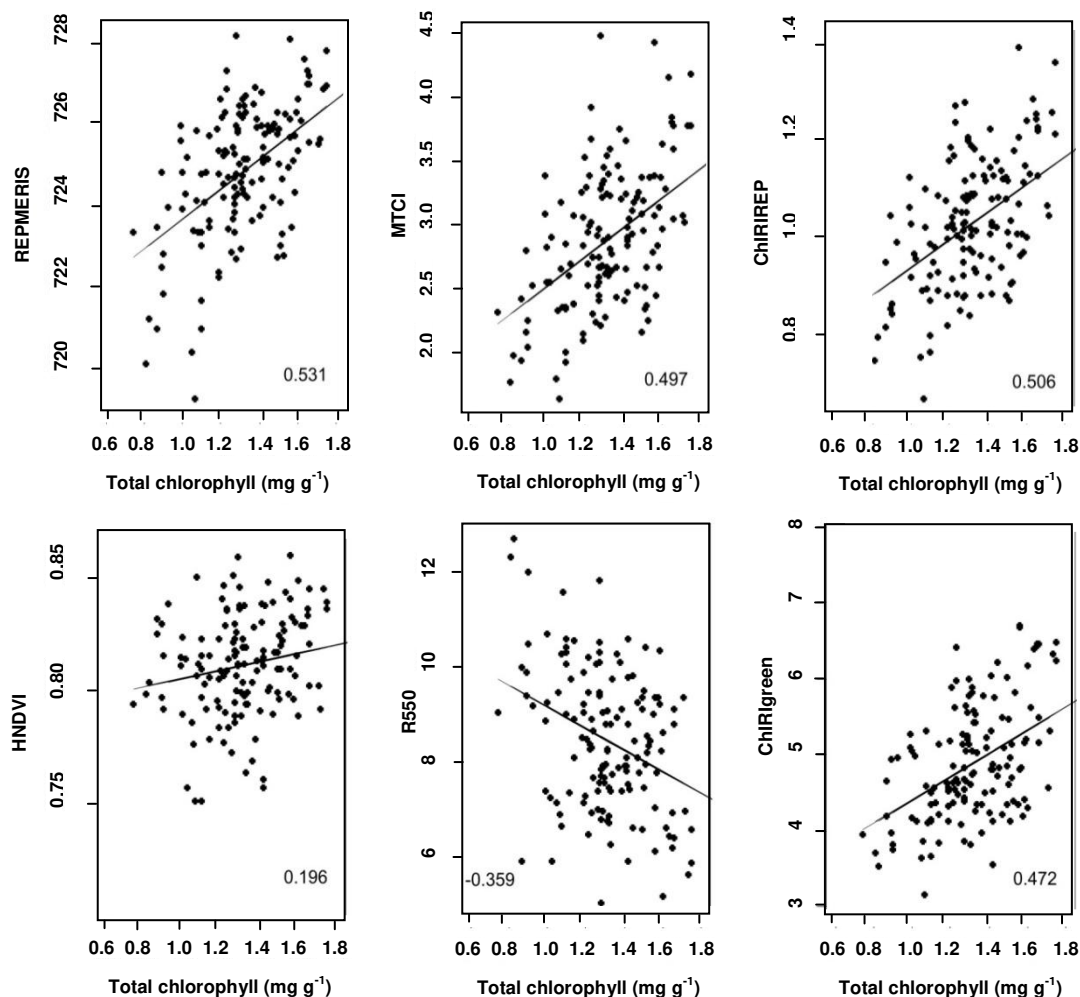 REPMERIS
728
726
724
722
720
0.531
0.6 0.8 1.0 1.2 1.4 1.6 1.8
Total chlorophyll (mg g⁻¹)
MTCI
4.5
4.0
3.5
3.0
2.5
2.0
0.497
0.6 0.8 1.0 1.2 1.4 1.6 1.8
Total chlorophyll (mg g⁻¹)
ChlRIREP
1.4
1.2
1.0
0.8
0.506
0.6 0.8 1.0 1.2 1.4 1.6 1.8
Total chlorophyll (mg g⁻¹)
HNDVI
0.85
0.80
0.75
0.196
0.6 0.8 1.0 1.2 1.4 1.6 1.8
Total chlorophyll (mg g⁻¹)
R550
12
10
8
6
-0.359
0.6 0.8 1.0 1.2 1.4 1.6 1.8
Total chlorophyll (mg g⁻¹)
ChlRIgreen
8
7
6
5
4
3
0.472
0.6 0.8 1.0 1.2 1.4 1.6 1.8
Total chlorophyll (mg g⁻¹)